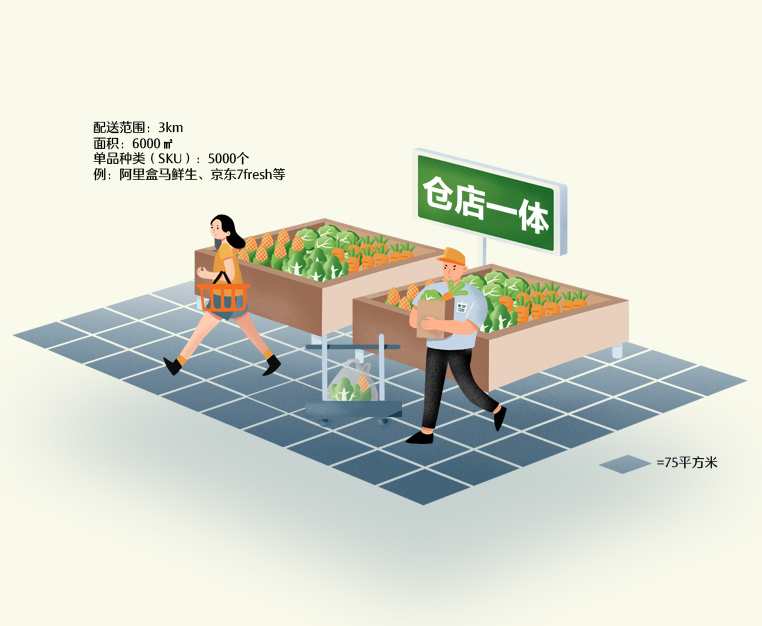 配送范围：3km
面积：6000㎡
单品种类（SKU）：5000个
例：阿里盒马鲜生、京东7fresh等
仓店一体
=75平方米